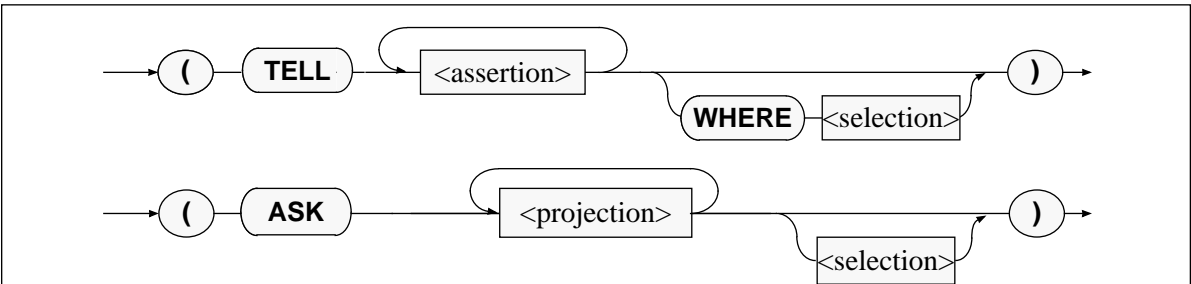 ( TELL <assertion> )
WHERE <selection>
( ASK <projection> )
<selection>